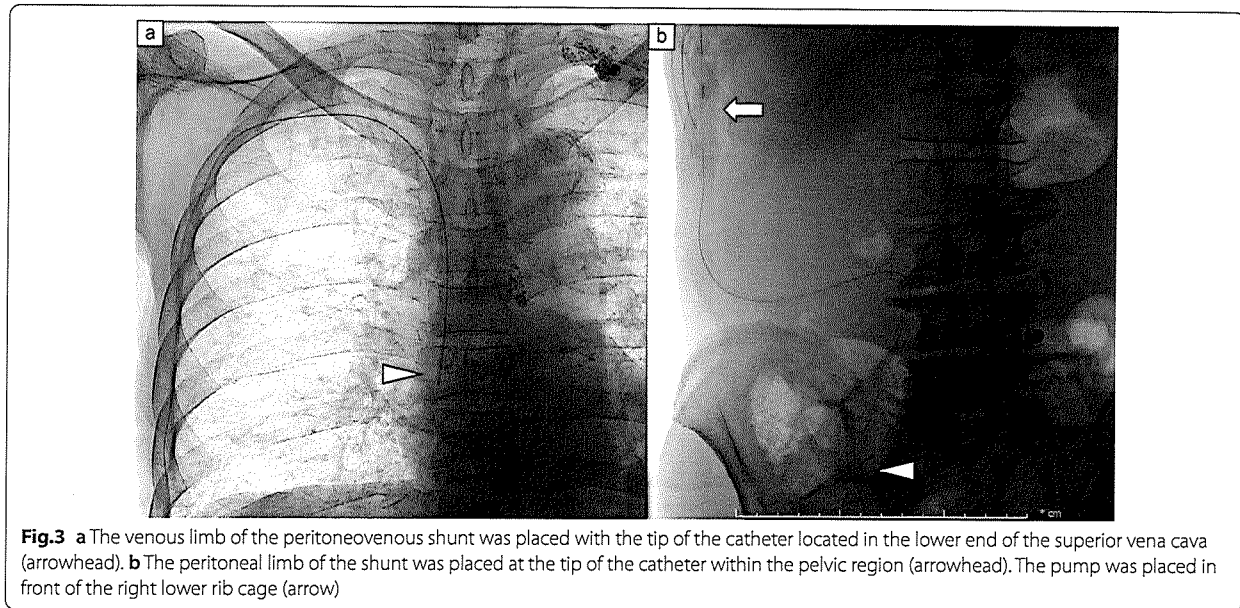 a
b
cm
Fig.3 a The venous limb of the peritoneovenous shunt was placed with the tip of the catheter located in the lower end of the superior vena cava
(arrowhead). b The peritoneal limb of the shunt was placed at the tip of the catheter within the pelvic region (arrowhead). The pump was placed in
front of the right lower rib cage (arrow)